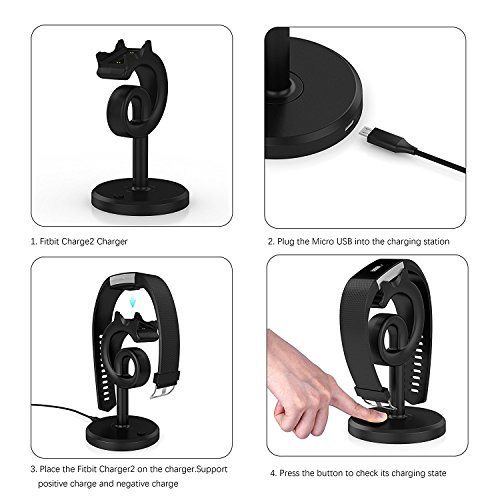 1. Fitbit Charge2 Charger
2. Plug the Micro USB into the charging station
3. Place the Fitbit Charger2 on the charger.Support
positive charge and negative charge
4. Press the button to check its charging state